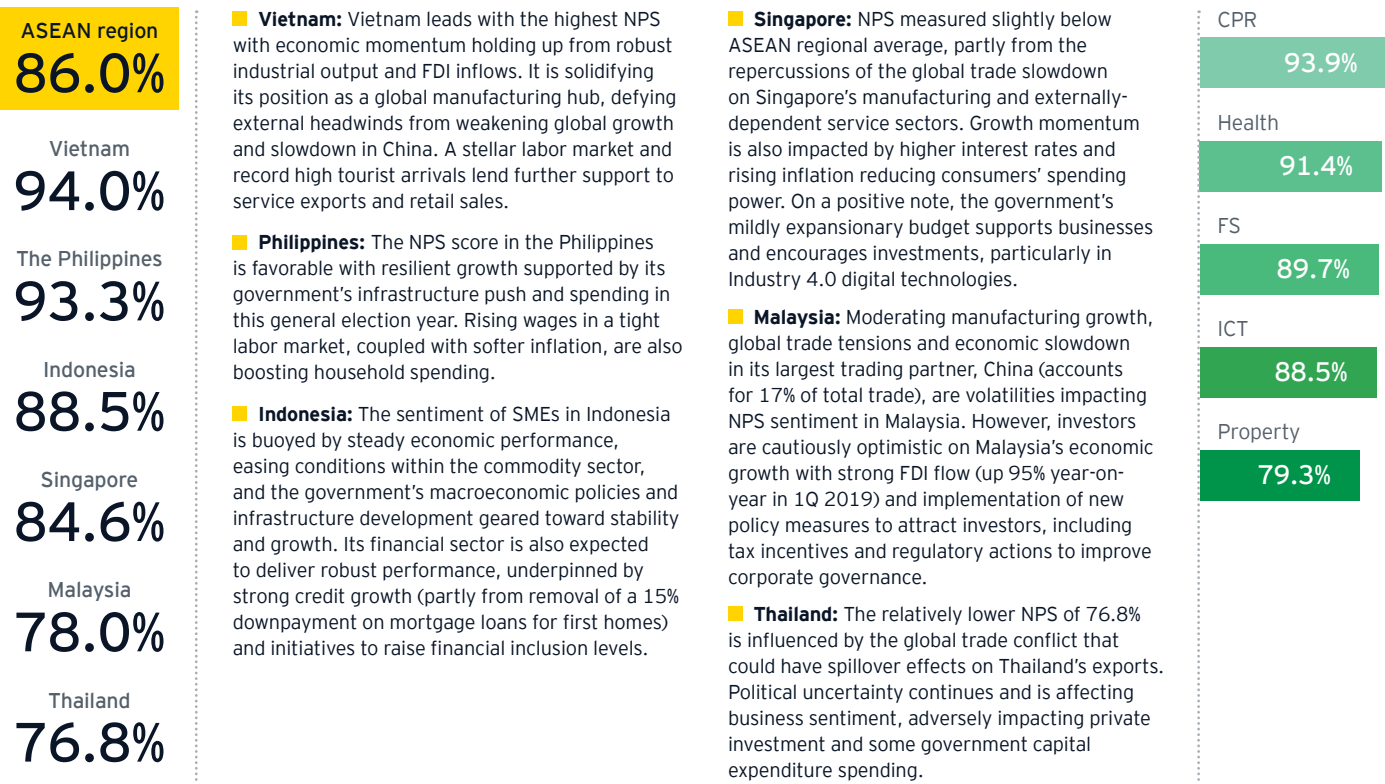 ASEAN region
86.0%
Vietnam
94.0%
The Philippines
93.3%
Indonesia
88.5%
Singapore
84.6%
Malaysia
78.0%
Thailand
76.8%
Vietnam: Vietnam leads with the highest NPS
with economic momentum holding up from robust
industrial output and FDI inflows. It is solidifying
its position as a global manufacturing hub, defying
external headwinds from weakening global growth
and slowdown in China. A stellar labor market and
record high tourist arrivals lend further support to
service exports and retail sales.
Philippines: The NPS score in the Philippines
is favorable with resilient growth supported by its
government's infrastructure push and spending in
this general election year. Rising wages in a tight
labor market, coupled with softer inflation, are also
boosting household spending.
Indonesia: The sentiment of SMEs in Indonesia
is buoyed by steady economic performance,
easing conditions within the commodity sector,
and the government's macroeconomic policies and
infrastructure development geared toward stability
and growth. Its financial sector is also expected
to deliver robust performance, underpinned by
strong credit growth (partly from removal of a 15%
downpayment on mortgage loans for first homes)
and initiatives to raise financial inclusion levels.
Singapore: NPS measured slightly below
ASEAN regional average, partly from the
repercussions of the global trade slowdown
on Singapore's manufacturing and externally-
dependent service sectors. Growth momentum
is also impacted by higher interest rates and
rising inflation reducing consumers' spending
power. On a positive note, the government's
mildly expansionary budget supports businesses
and encourages investments, particularly in
Industry 4.0 digital technologies.
Malaysia: Moderating manufacturing growth,
global trade tensions and economic slowdown
in its largest trading partner, China (accounts
for 17% of total trade), are volatilities impacting
NPS sentiment in Malaysia. However, investors
are cautiously optimistic on Malaysia's economic
growth with strong FDI flow (up 95% year-on-
year in 1Q 2019) and implementation of new
policy measures to attract investors, including
tax incentives and regulatory actions to improve
corporate governance.
Thailand: The relatively lower NPS of 76.8%
is influenced by the global trade conflict that
could have spillover effects on Thailand's exports.
Political uncertainty continues and is affecting
business sentiment, adversely impacting private
investment and some government capital
expenditure spending.
CPR
93.9%
Health
91.4%
FS
89.7%
ICT
88.5%
Property
79.3%